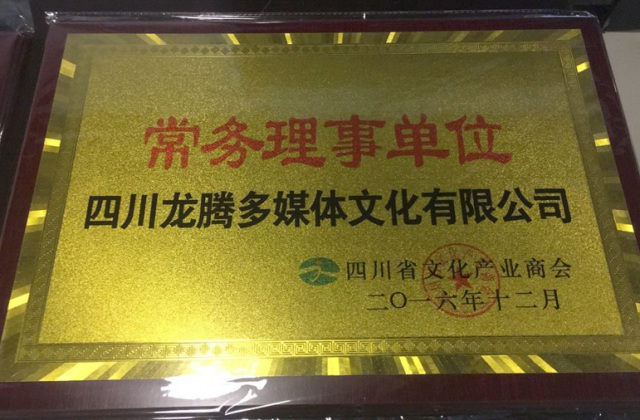 常务理事单位
四川龙腾多媒体文化有限公司
四川省文化产业商会
二〇一六年十二月